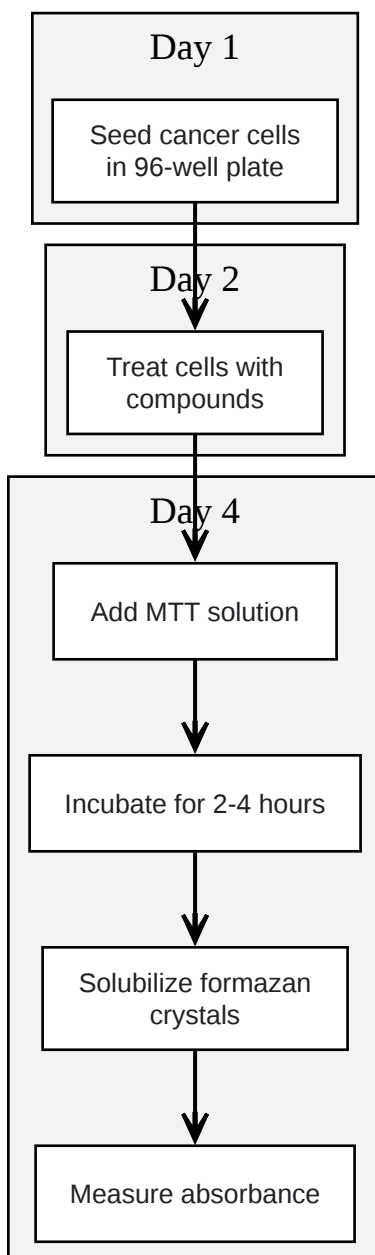 Day 1
Seed cancer cells
in 96-well plate
Day 2
Treat cells with
compounds
Day 4
Add MTT solution
Incubate for 2-4 hours
Solubilize formazan
crystals
Measure absorbance